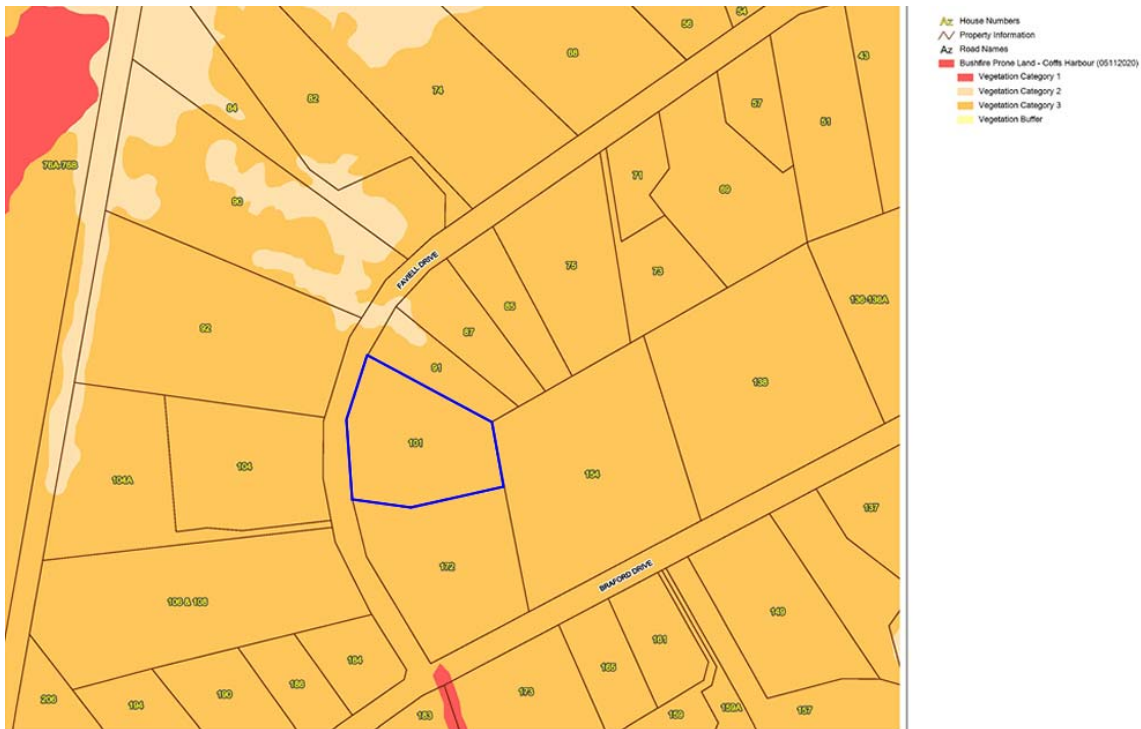 Az House Numbers
Property Information
Az Road Names
Bushfire Prone Land - Coffs Harbour (05112020)
Vegetation Category 1
Vegetation Category 2
Vegetation Category 3
Vegetation Buffer
54
56
68
43
74
82
84
57
51
76A-76B
71
69
90
FAVIELL DRIVE
75
73
85
136-136A
87
92
91
138
101
104
104A
154
137
172
BRAFORD DRIVE
106 & 108
149
161
184
165
186
190
173
206
194
183
159
159A
157